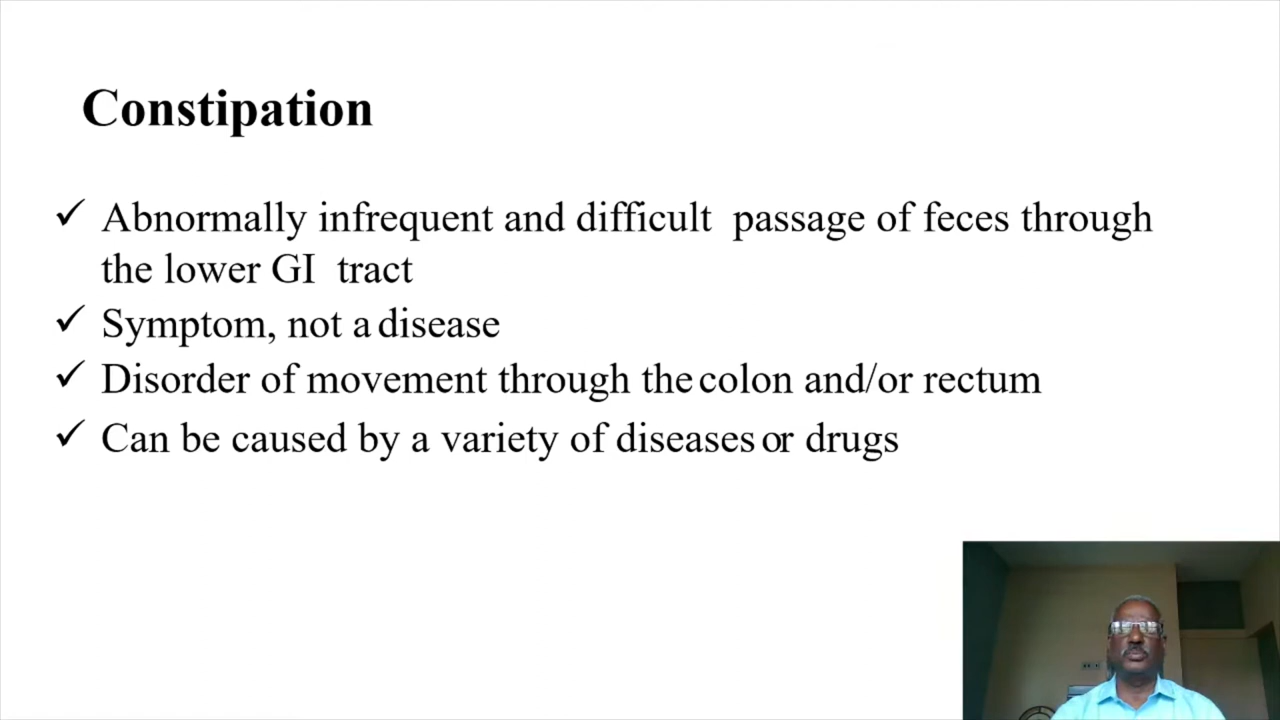 Constipation
✓ Abnormally infrequent and difficult passage of feces through
the lower GI tract
✓ Symptom, not a disease
✓ Disorder of movement through the colon and/or rectum
✓ Can be caused by a variety of diseases or drugs